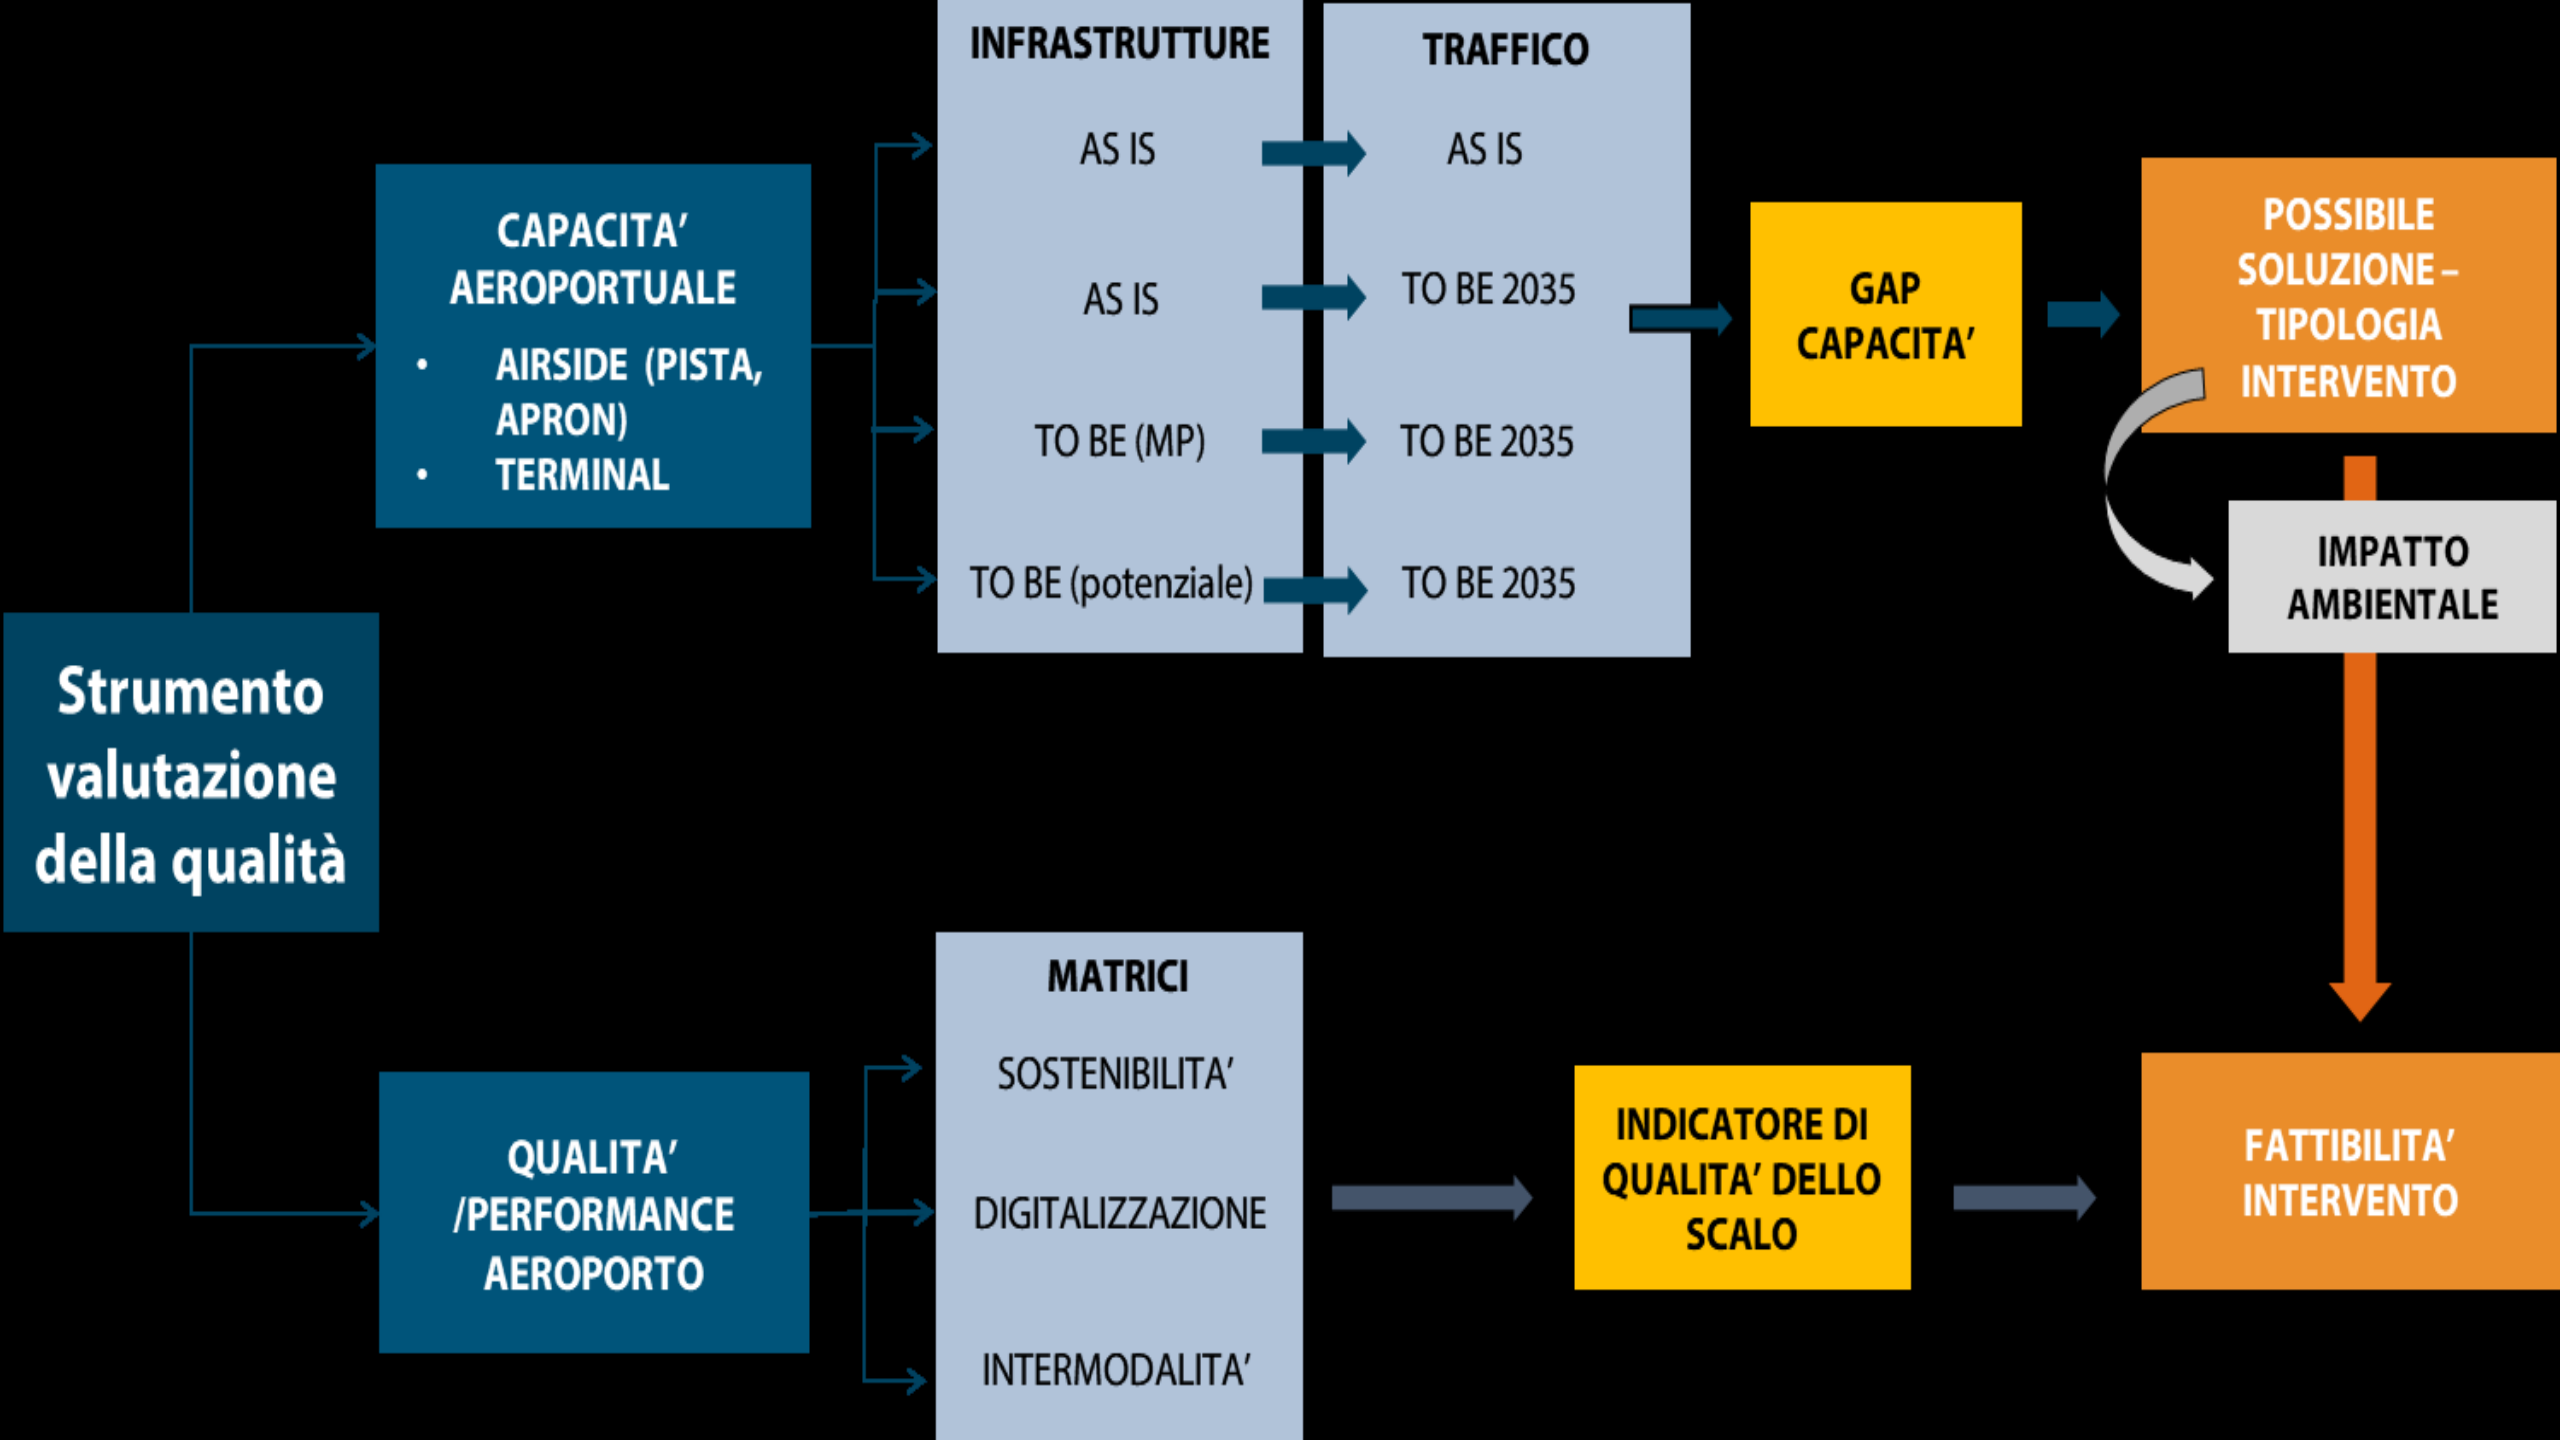 Strumento
valutazione
della qualità
CAPACITA’
AEROPORTUALE
• AIRSIDE (PISTA,
APRON)
• TERMINAL
INFRASTRUTTURE
AS IS
AS IS
TO BE (MP)
TO BE (potenziale)
TRAFFICO
AS IS
TO BE 2035
TO BE 2035
TO BE 2035
GAP
CAPACITA’
POSSIBILE
SOLUZIONE –
TIPOLOGIA
INTERVENTO
IMPATTO
AMBIENTALE
QUALITA’
/PERFORMANCE
AEROPORTO
MATRICI
SOSTENIBILITA’
DIGITALIZZAZIONE
INTERMODALITA’
INDICATORE DI
QUALITA’ DELLO
SCALO
FATTIBILITA’
INTERVENTO